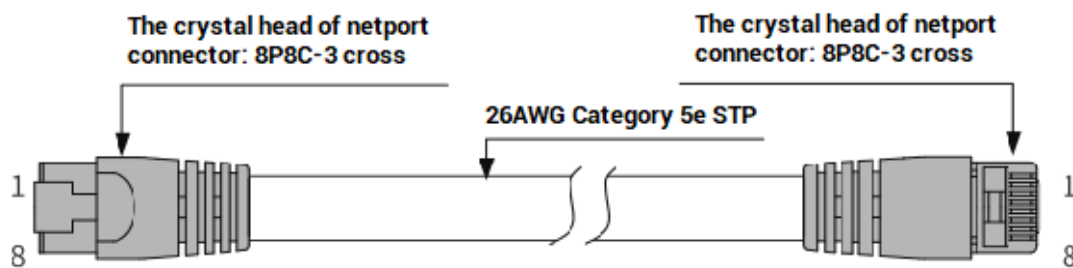 The crystal head of netport
connector: 8P8C-3 cross
The crystal head of netport
connector: 8P8C-3 cross
26AWG Category 5e STP
1
1
8
8